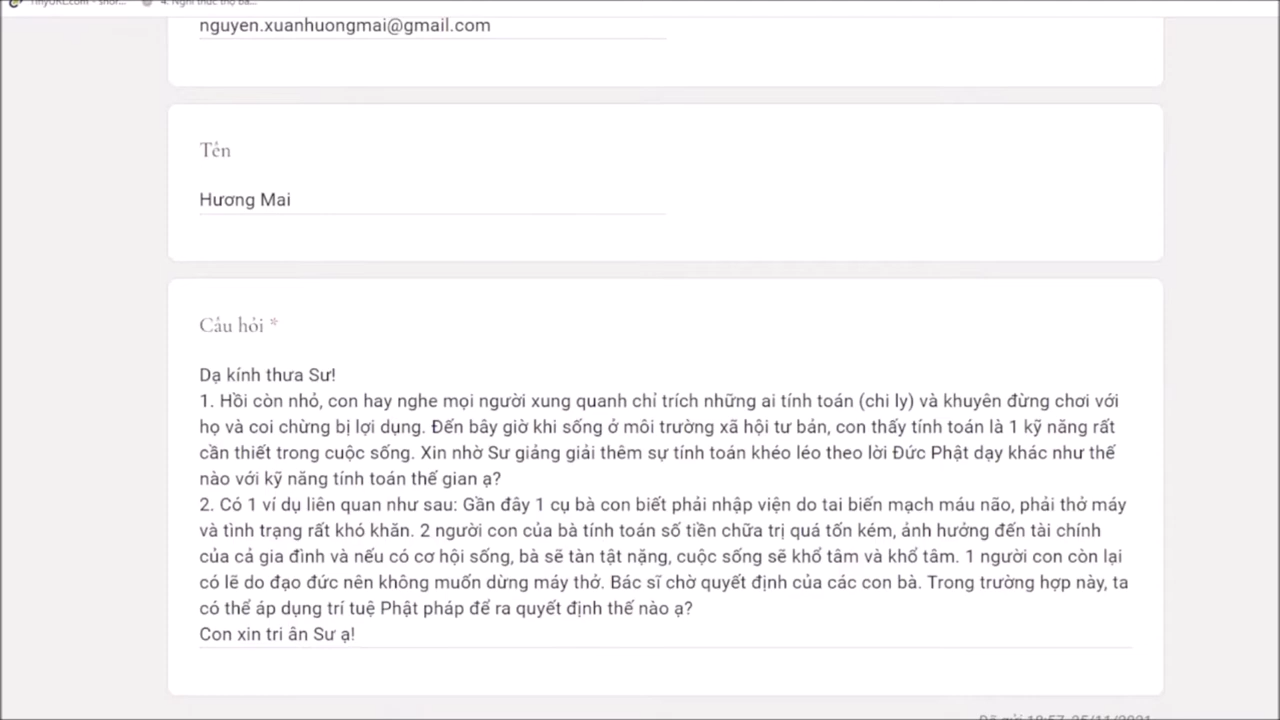 TinyURL.com - shor...
4. Nghi thức thọ bá...
nguyen.xuanhuongmai@gmail.com
Tên
Hương Mai
Câu hỏi *
Dạ kính thưa Sư!
1. Hồi còn nhỏ, con hay nghe mọi người xung quanh chỉ trích những ai tính toán (chi ly) và khuyên đừng chơi với
họ và coi chừng bị lợi dụng. Đến bây giờ khi sống ở môi trường xã hội tư bản, con thấy tính toán là 1 kỹ năng rất
cần thiết trong cuộc sống. Xin nhờ Sư giảng giải thêm sự tính toán khéo léo theo lời Đức Phật dạy khác như thế
nào với kỹ năng tính toán thế gian ạ?
2. Có 1 ví dụ liên quan như sau: Gần đây 1 cụ bà con biết phải nhập viện do tai biến mạch máu não, phải thở máy
và tình trạng rất khó khăn. 2 người con của bà tính toán số tiền chữa trị quá tốn kém, ảnh hưởng đến tài chính
của cả gia đình và nếu có cơ hội sống, bà sẽ tàn tật nặng, cuộc sống sẽ khổ tâm và khổ tâm. 1 người con còn lại
có lẽ do đạo đức nên không muốn dừng máy thở. Bác sĩ chờ quyết định của các con bà. Trong trường hợp này, ta
có thể áp dụng trí tuệ Phật pháp để ra quyết định thế nào ạ?
Con xin tri ân Sư ạ!